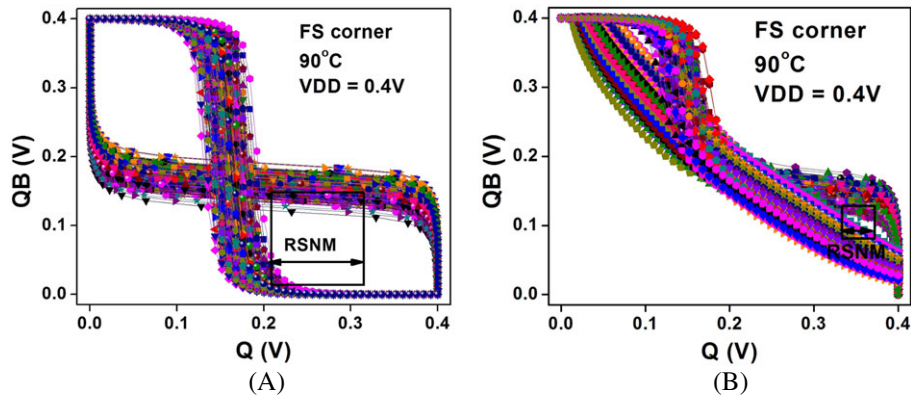 FS corner
90°C
VDD = 0.4V
RSNM
QB (V)
0.4
0.3
0.2
0.1
0.0
0.0 0.1 0.2 0.3 0.4
Q (V)
(A)
FS corner
90°C
VDD = 0.4V
RSNM
QB (V)
0.4
0.3
0.2
0.1
0.0
0.0 0.1 0.2 0.3 0.4
Q (V)
(B)